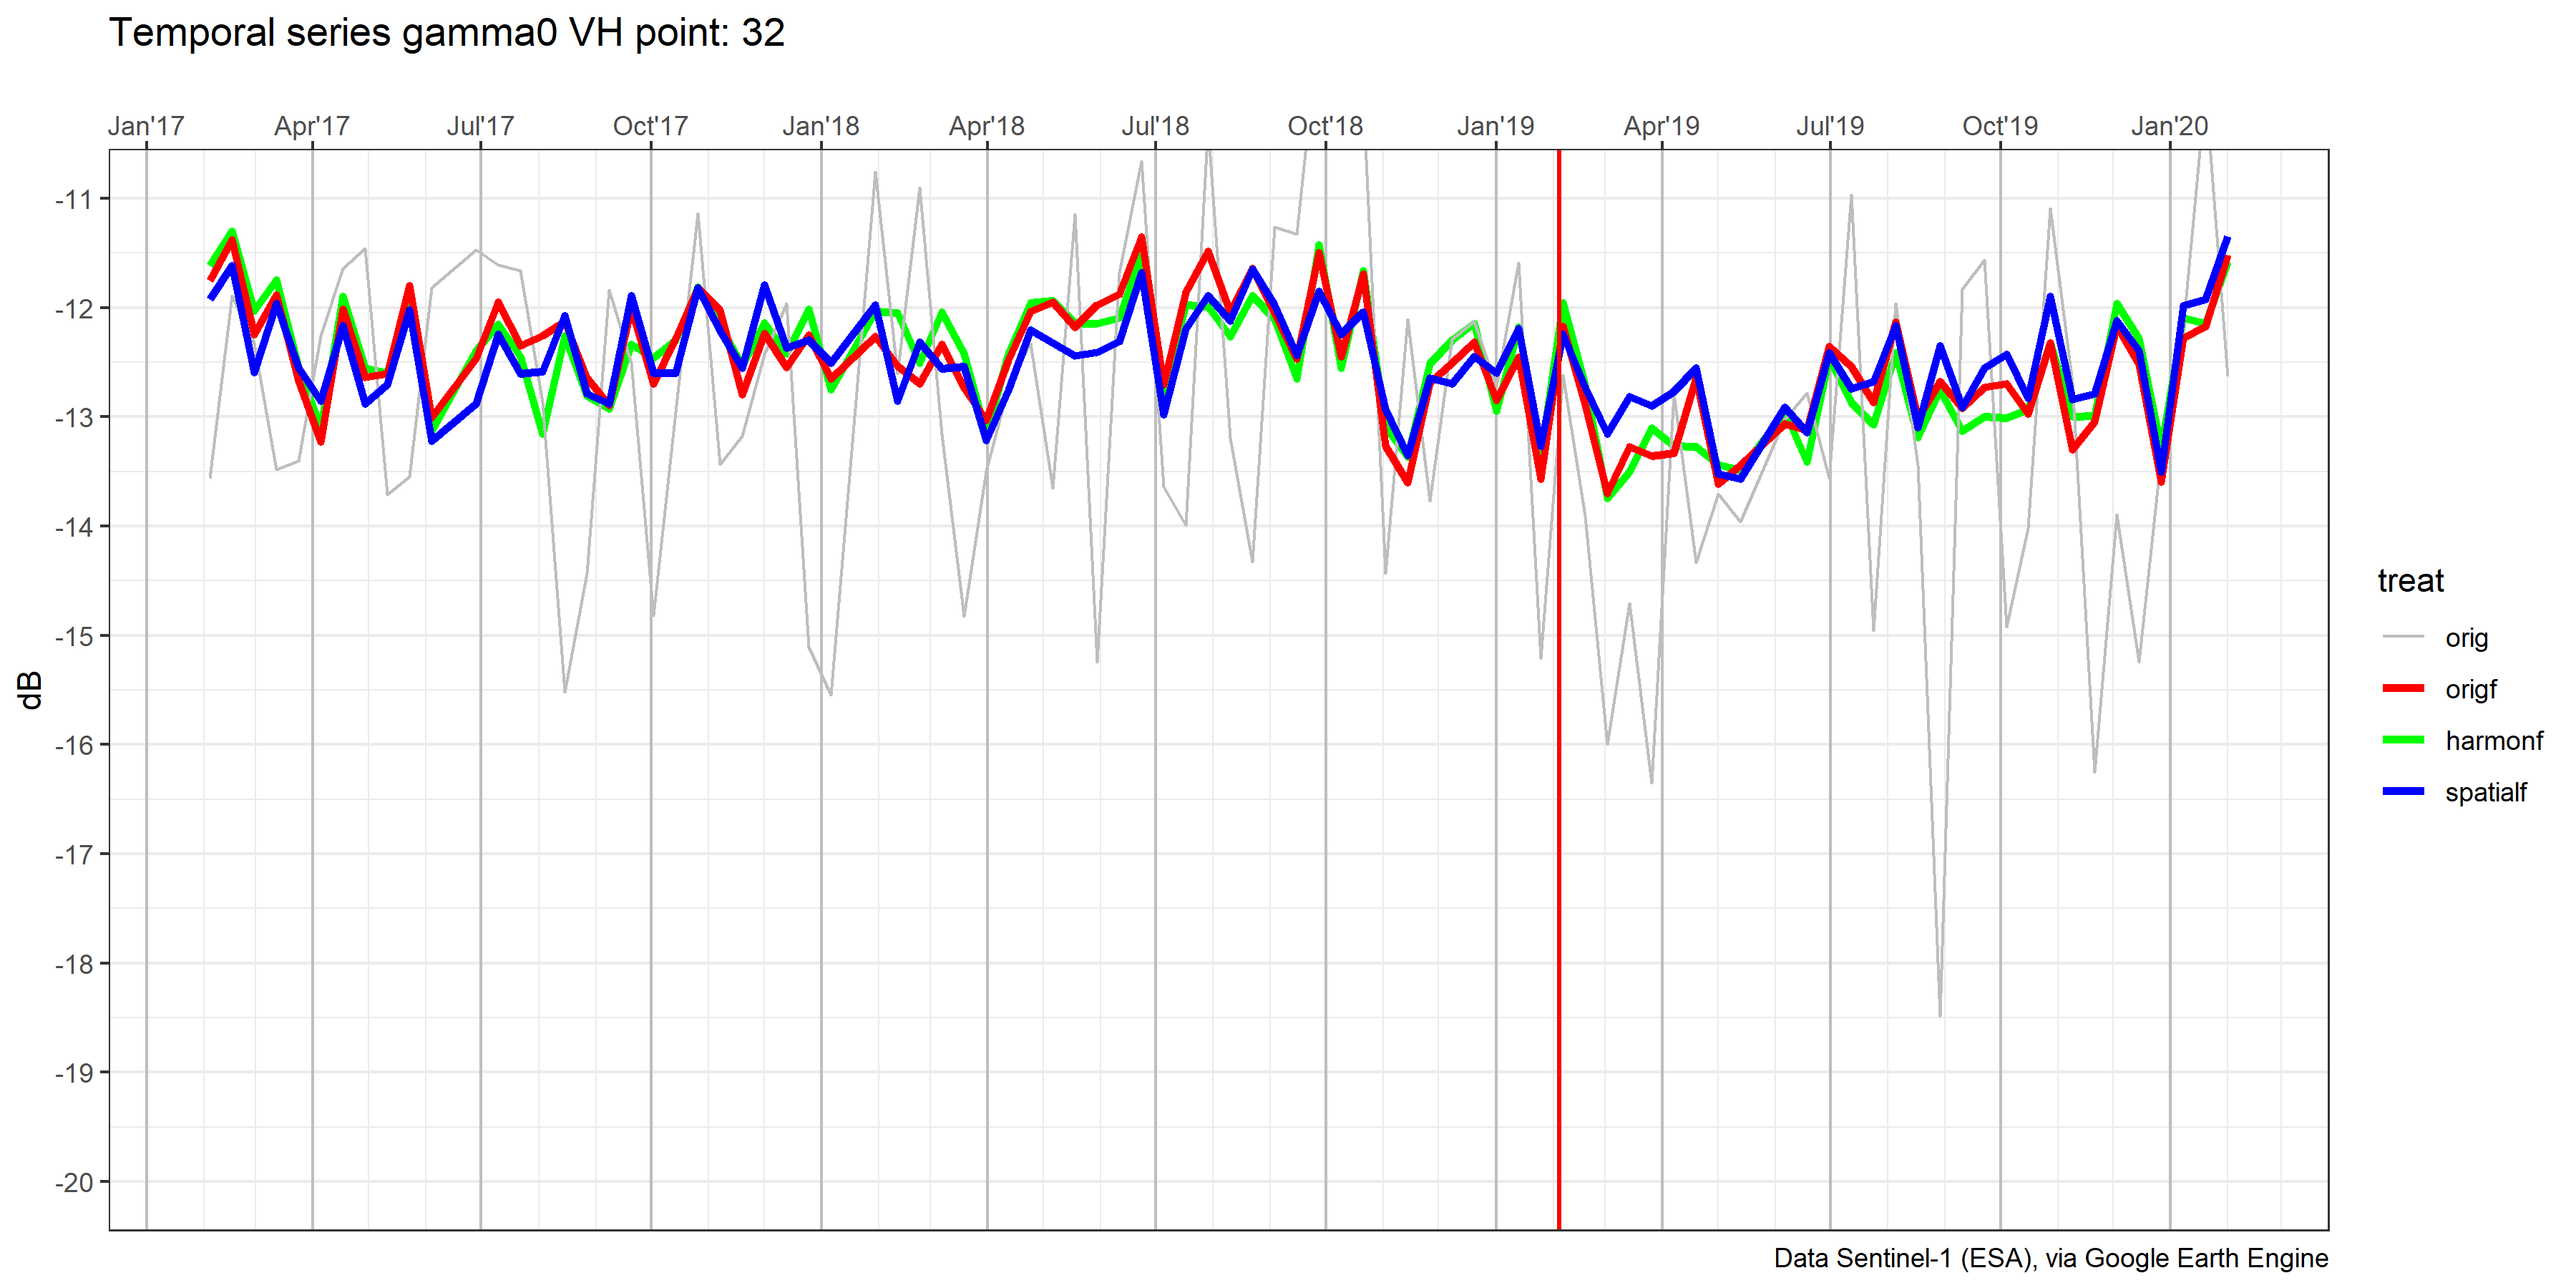 Temporal series gamma0 VH point: 32
Jan'17 Apr'17 Jul'17 Oct'17 Jan'18 Apr'18 Jul'18 Oct'18 Jan'19 Apr'19 Jul'19 Oct'19 Jan'20
-11
-12
-13
-14
-15
-16
-17
-18
-19
-20
dB
treat
orig
origf
harmonf
spatialf
Data Sentinel-1 (ESA), via Google Earth Engine